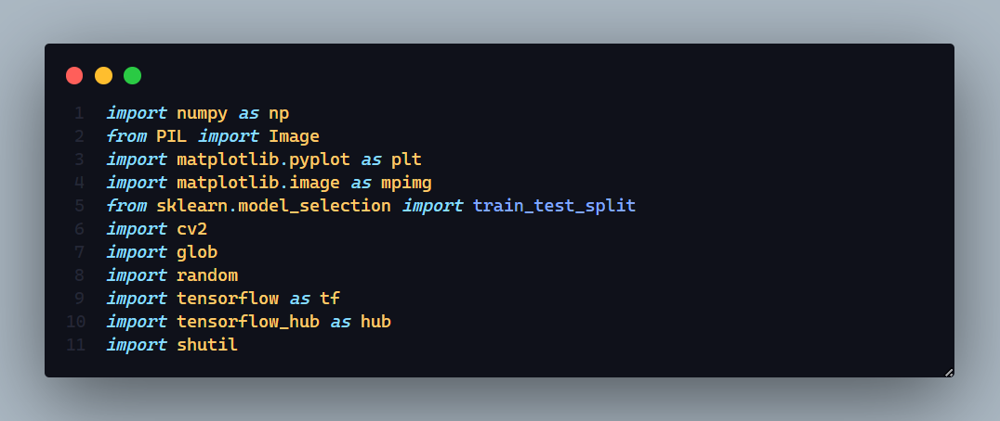 1 import numpy as np
2 from PIL import Image
3 import matplotlib.pyplot as plt
4 import matplotlib.image as mpimg
5 from sklearn.model_selection import train_test_split
6 import cv2
7 import glob
8 import random
9 import tensorflow as tf
10 import tensorflow_hub as hub
11 import shutil